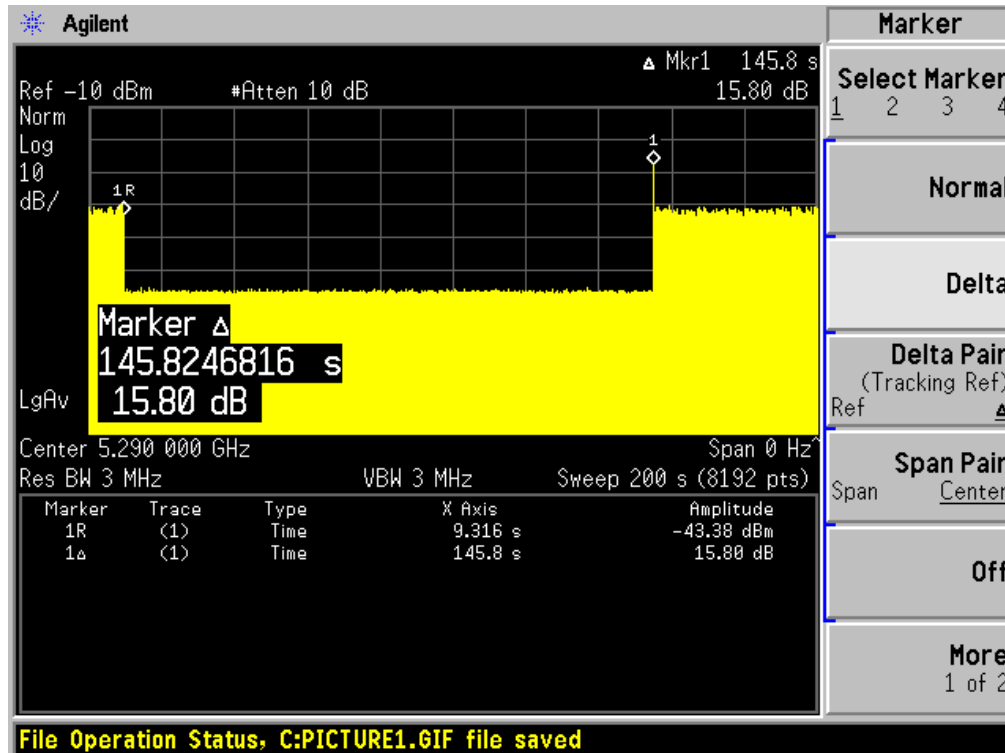 Agilent
Marker
Δ Mkr1 145.8 s
Ref -10 dBm #Atten 10 dB 15.80 dB
Norm
Log
10
dB/
1R
1
Marker Δ
145.8246816 s
15.80 dB
LgAv
Center 5.290 000 GHz Span 0 Hz^
Res BW 3 MHz VBW 3 MHz Sweep 200 s (8192 pts)
Marker Trace Type X Axis Amplitude
1R (1) Time 9.316 s -43.38 dBm
1Δ (1) Time 145.8 s 15.80 dB
Select Marker
1 2 3 4
Normal
Delta
Delta Pair
(Tracking Ref)
Ref Δ
Span Pair
Span Center
Off
More
1 of 2
File Operation Status, C:PICTURE1.GIF file saved